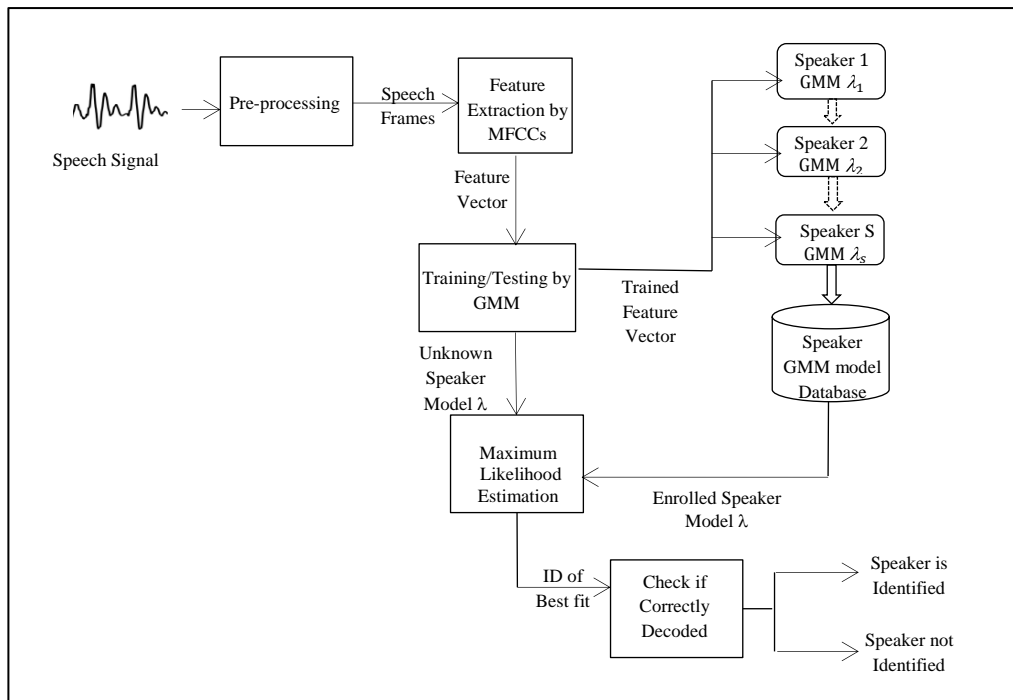 Speech Signal
Pre-processing
Speech
Frames
Feature
Extraction by
MFCCs
Feature
Vector
Training/Testing by
GMM
Trained
Feature
Vector
Speaker 1
GMM λ₁
Speaker 2
GMM λ₂
Speaker S
GMM λₛ
Speaker
GMM model
Database
Unknown
Speaker
Model λ
Maximum
Likelihood
Estimation
Enrolled Speaker
Model λ
ID of
Best fit
Check if
Correctly
Decoded
Speaker is
Identified
Speaker not
Identified